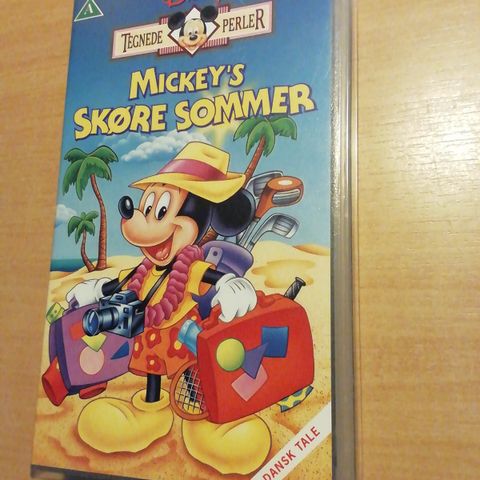 A
TEGNEDE PERLER
MICKEY'S
SKØRE SOMMER
DANSK TALE